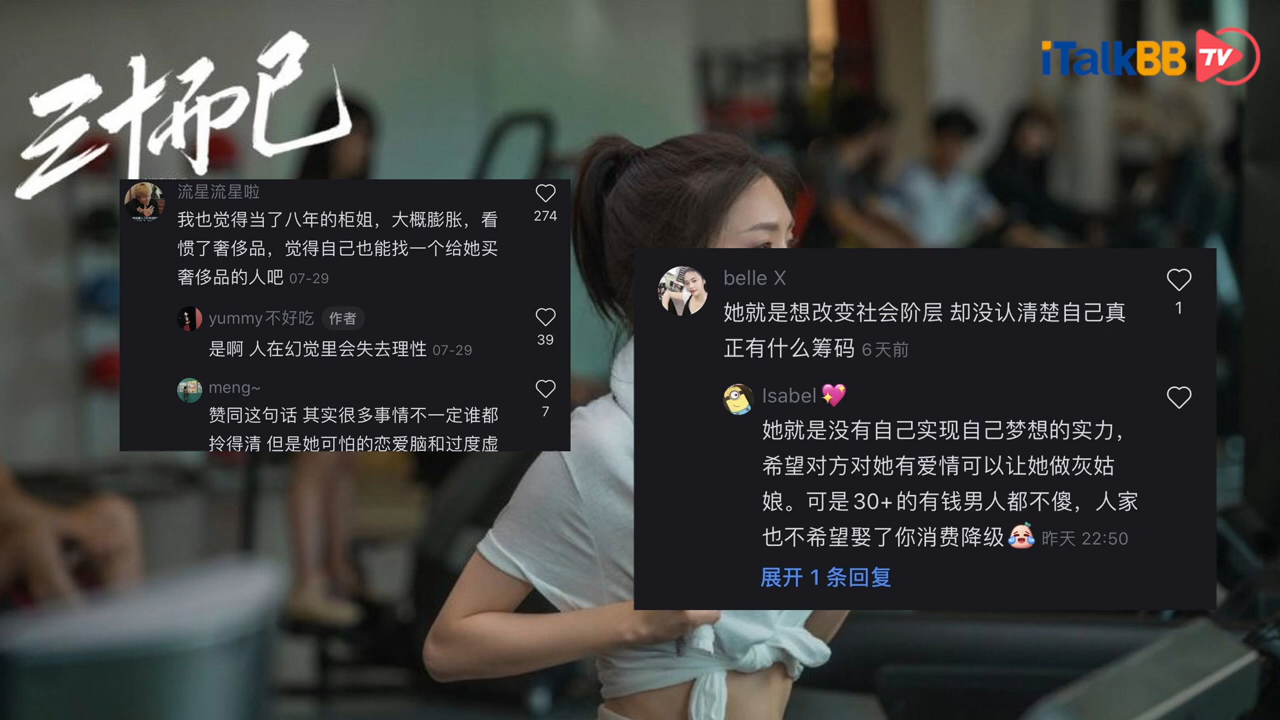 三十而已
iTalkBB TV
流星流星啦
我也觉得当了八年的柜姐，大概膨胀，看
惯了奢侈品，觉得自己也能找一个给她买
奢侈品的人吧 07-29
274
yummy不好吃 作者
是啊 人在幻觉里会失去理性 07-29
39
meng~
赞同这句话 其实很多事情不一定谁都
拎得清 但是她可怕的恋爱脑和过度虚
7
belle X
她就是想改变社会阶层 却没认清楚自己真
正有什么筹码 6天前
1
Isabel💖
她就是没有自己实现自己梦想的实力，
希望对方对她有爱情可以让她做灰姑
娘。可是30+的有钱男人都不傻，人家
也不希望娶了你消费降级 昨天 22:50
展开 1 条回复